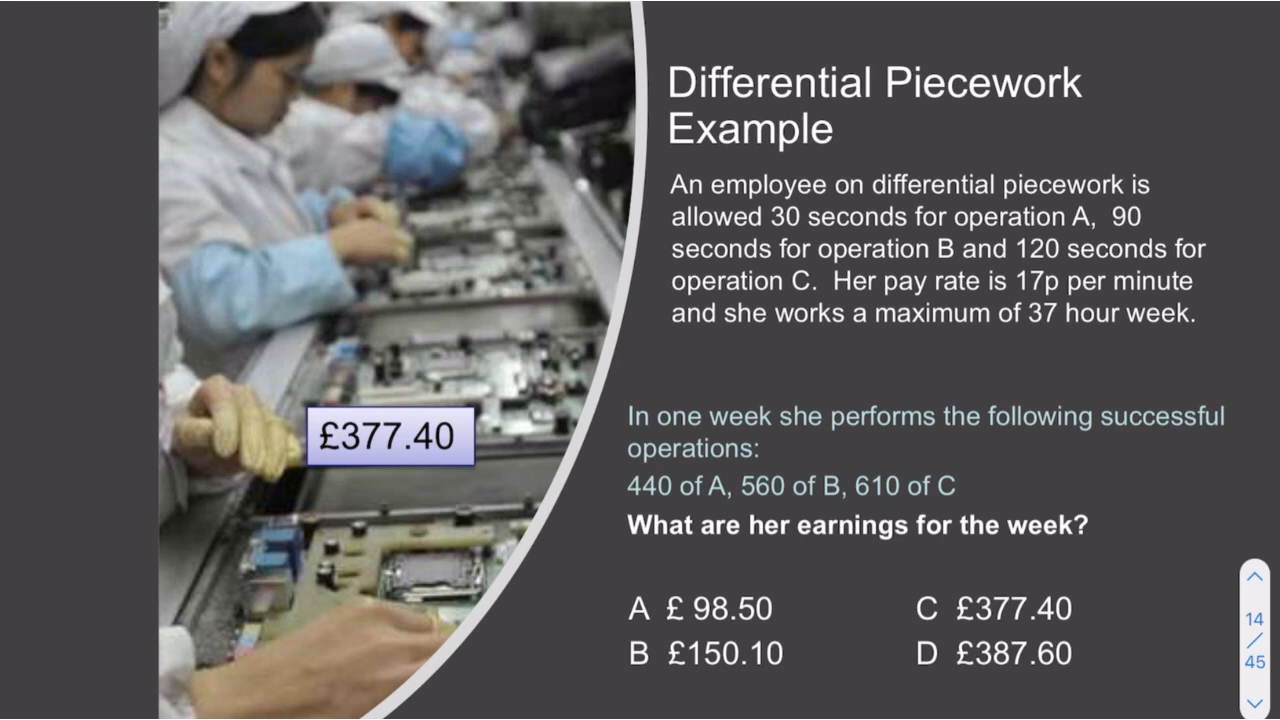 Differential Piecework
Example
An employee on differential piecework is
allowed 30 seconds for operation A, 90
seconds for operation B and 120 seconds for
operation C. Her pay rate is 17p per minute
and she works a maximum of 37 hour week.
£377.40
In one week she performs the following successful
operations:
440 of A, 560 of B, 610 of C
What are her earnings for the week?
A £ 98.50
B £150.10
C £377.40
D £387.60
14
/
45